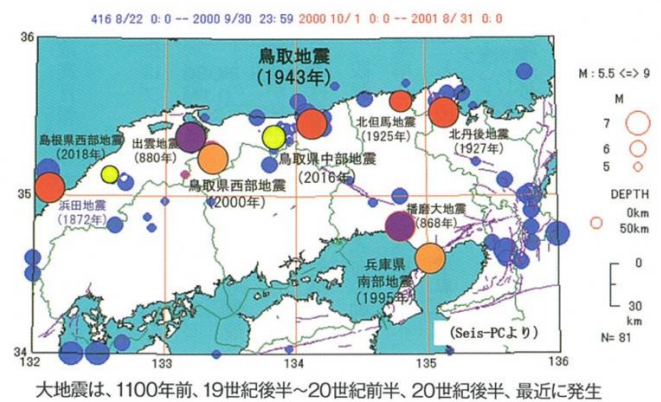 416 8/22 0: 0 -- 2000 9/30 23:59 2000 10/ 1 0: 0 -- 2001 8/31 0: 0
36
鳥取地震
(1943年)
M : 5.5 <=> 9
M
7
6
5
DEPTH
0km
50km
0
30
km
N= 81
島根県西部地震
(2018年)
出雲地震
(880年)
北但馬地震
(1925年)
北丹後地震
(1927年)
鳥取県中部地震
(2016年)
鳥取県西部地震
(2000年)
35
浜田地震
(1872年)
播磨大地震
(868年)
兵庫県
南部地震
(1995年)
(Seis-PCより)
34
132
133
134
135
136
大地震は、1100年前、19世紀後半～20世紀前半、20世紀後半、最近に発生